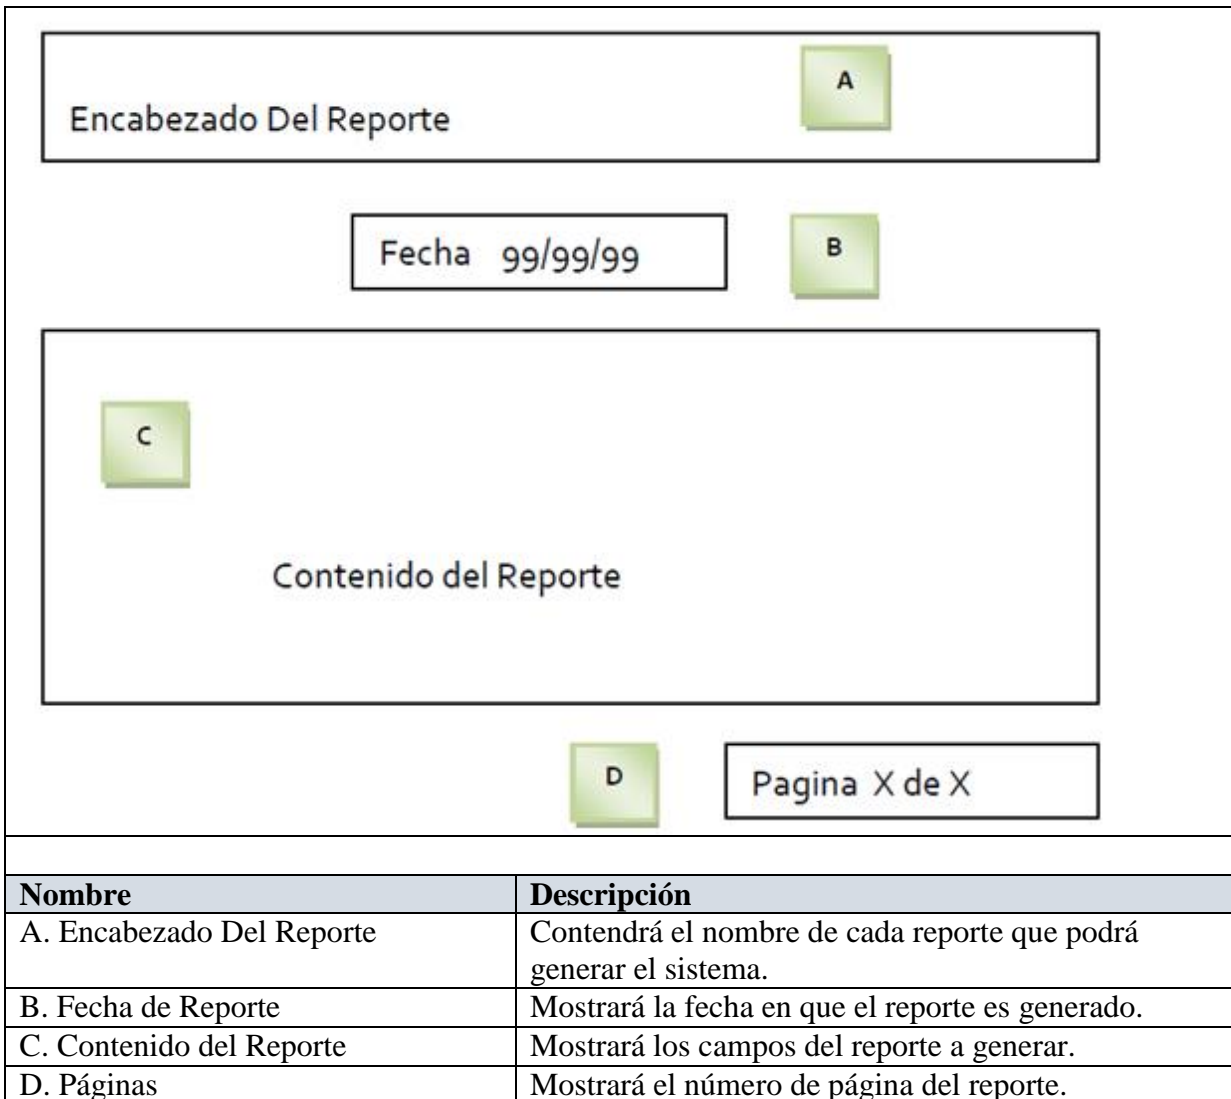 A
Encabezado Del Reporte
Fecha 99/99/99
B
C
Contenido del Reporte
D
Pagina X de X
Nombre Descripción
A. Encabezado Del Reporte Contendrá el nombre de cada reporte que podrá
generar el sistema.
B. Fecha de Reporte Mostrará la fecha en que el reporte es generado.
C. Contenido del Reporte Mostrará los campos del reporte a generar.
D. Páginas Mostrará el número de página del reporte.